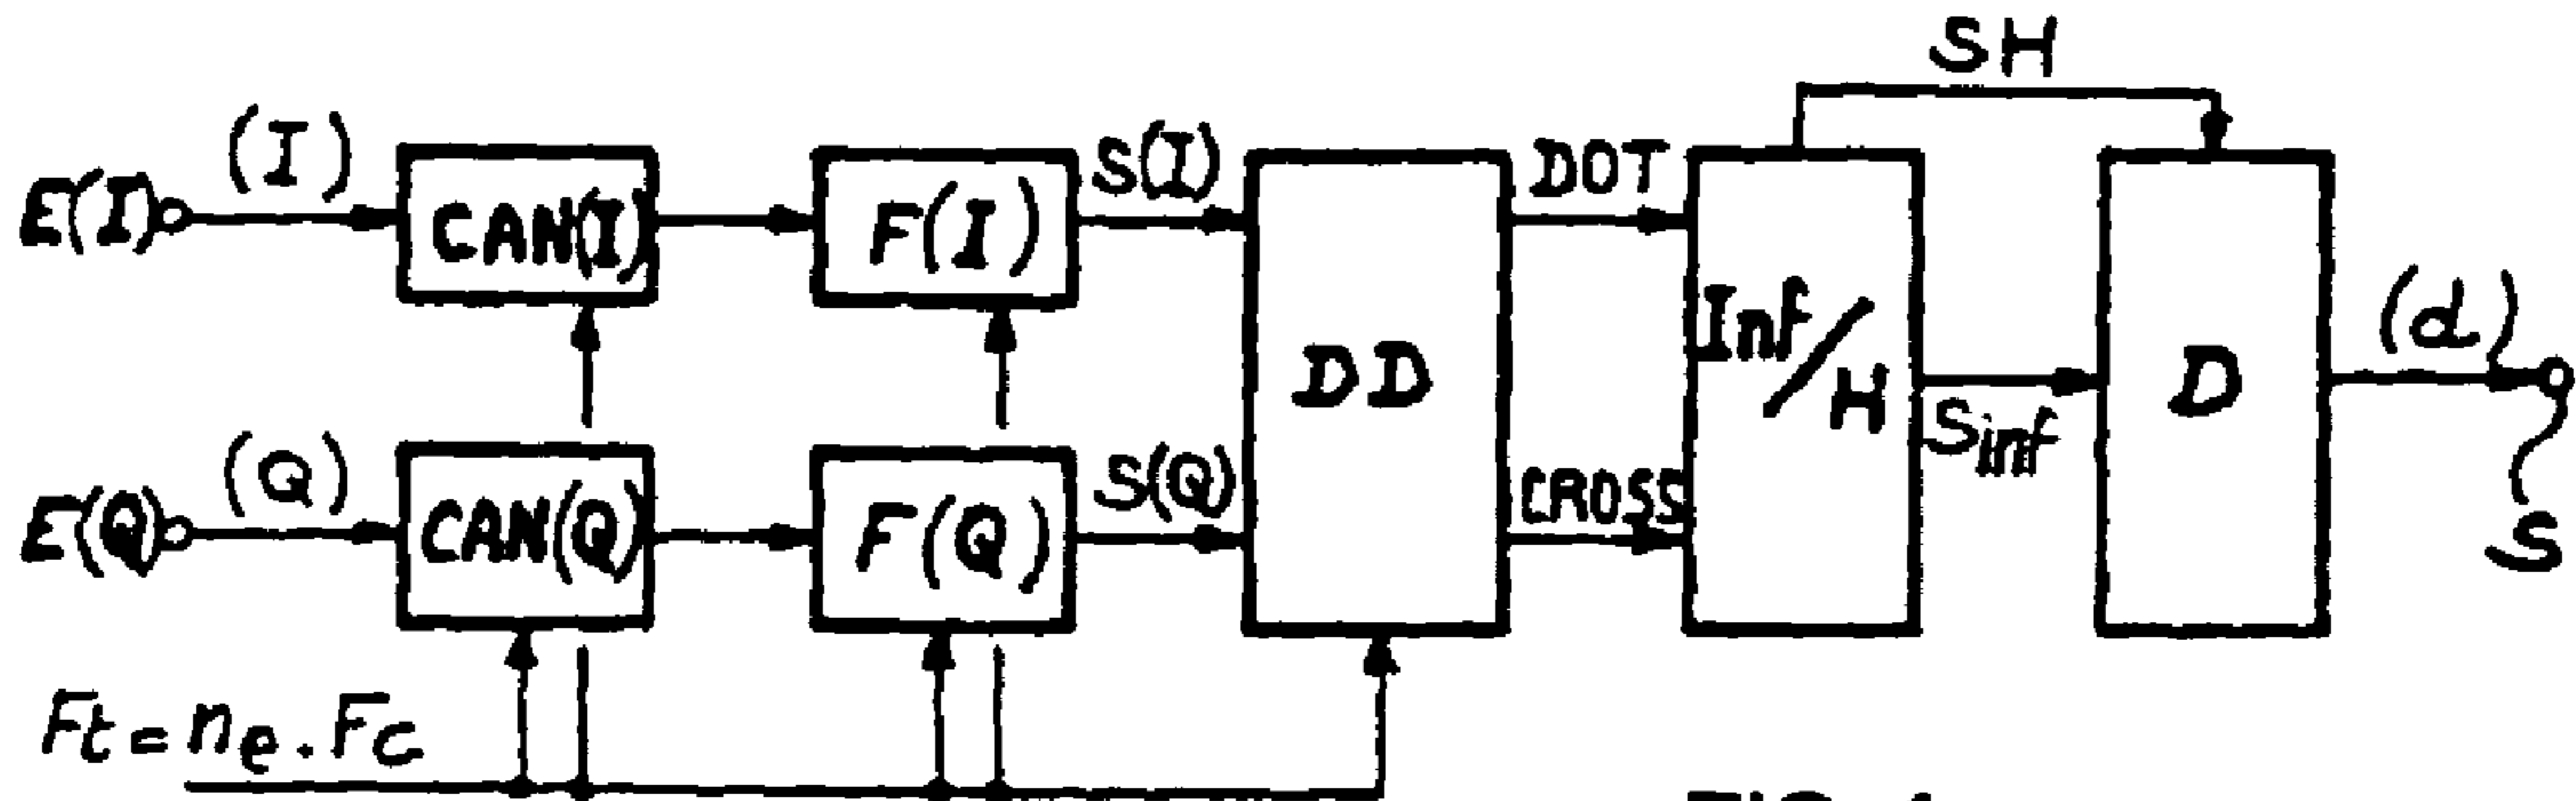 SH
(I)
E(I)
CAN(I)
F(I)
S(I)
DOT
DD
Inf/H
Sinf
D
(d)
S
(Q)
E(Q)
CAN(Q)
F(Q)
S(Q)
CROSS
Ft = ne . Fc